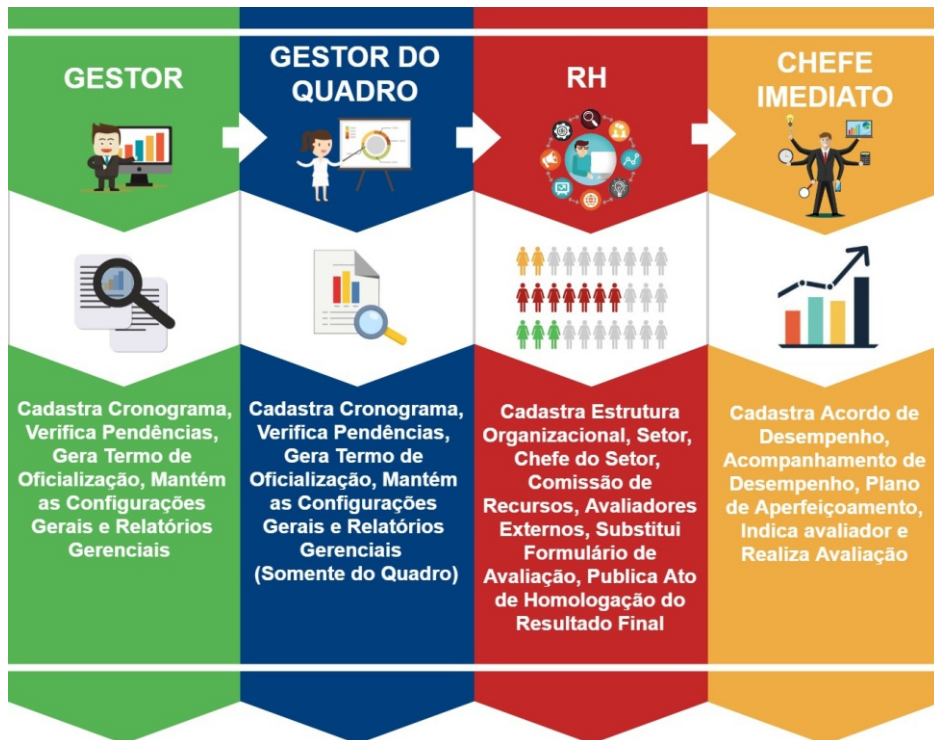 GESTOR
Cadastra Cronograma,
Verifica Pendências,
Gera Termo de
Oficialização, Mantém
as Configurações
Gerais e Relatórios
Gerenciais
GESTOR DO
QUADRO
Cadastra Cronograma,
Verifica Pendências,
Gera Termo de
Oficialização, Mantém
as Configurações
Gerais e Relatórios
Gerenciais
(Somente do Quadro)
RH
Cadastra Estrutura
Organizacional, Setor,
Chefe do Setor,
Comissão de
Recursos, Avaliadores
Externos, Substitui
Formulário de
Avaliação, Publica Ato
de Homologação do
Resultado Final
CHEFE
IMEDIATO
Cadastra Acordo de
Desempenho,
Acompanhamento de
Desempenho, Plano
de Aperfeiçoamento,
Indica avaliador e
Realiza Avaliação